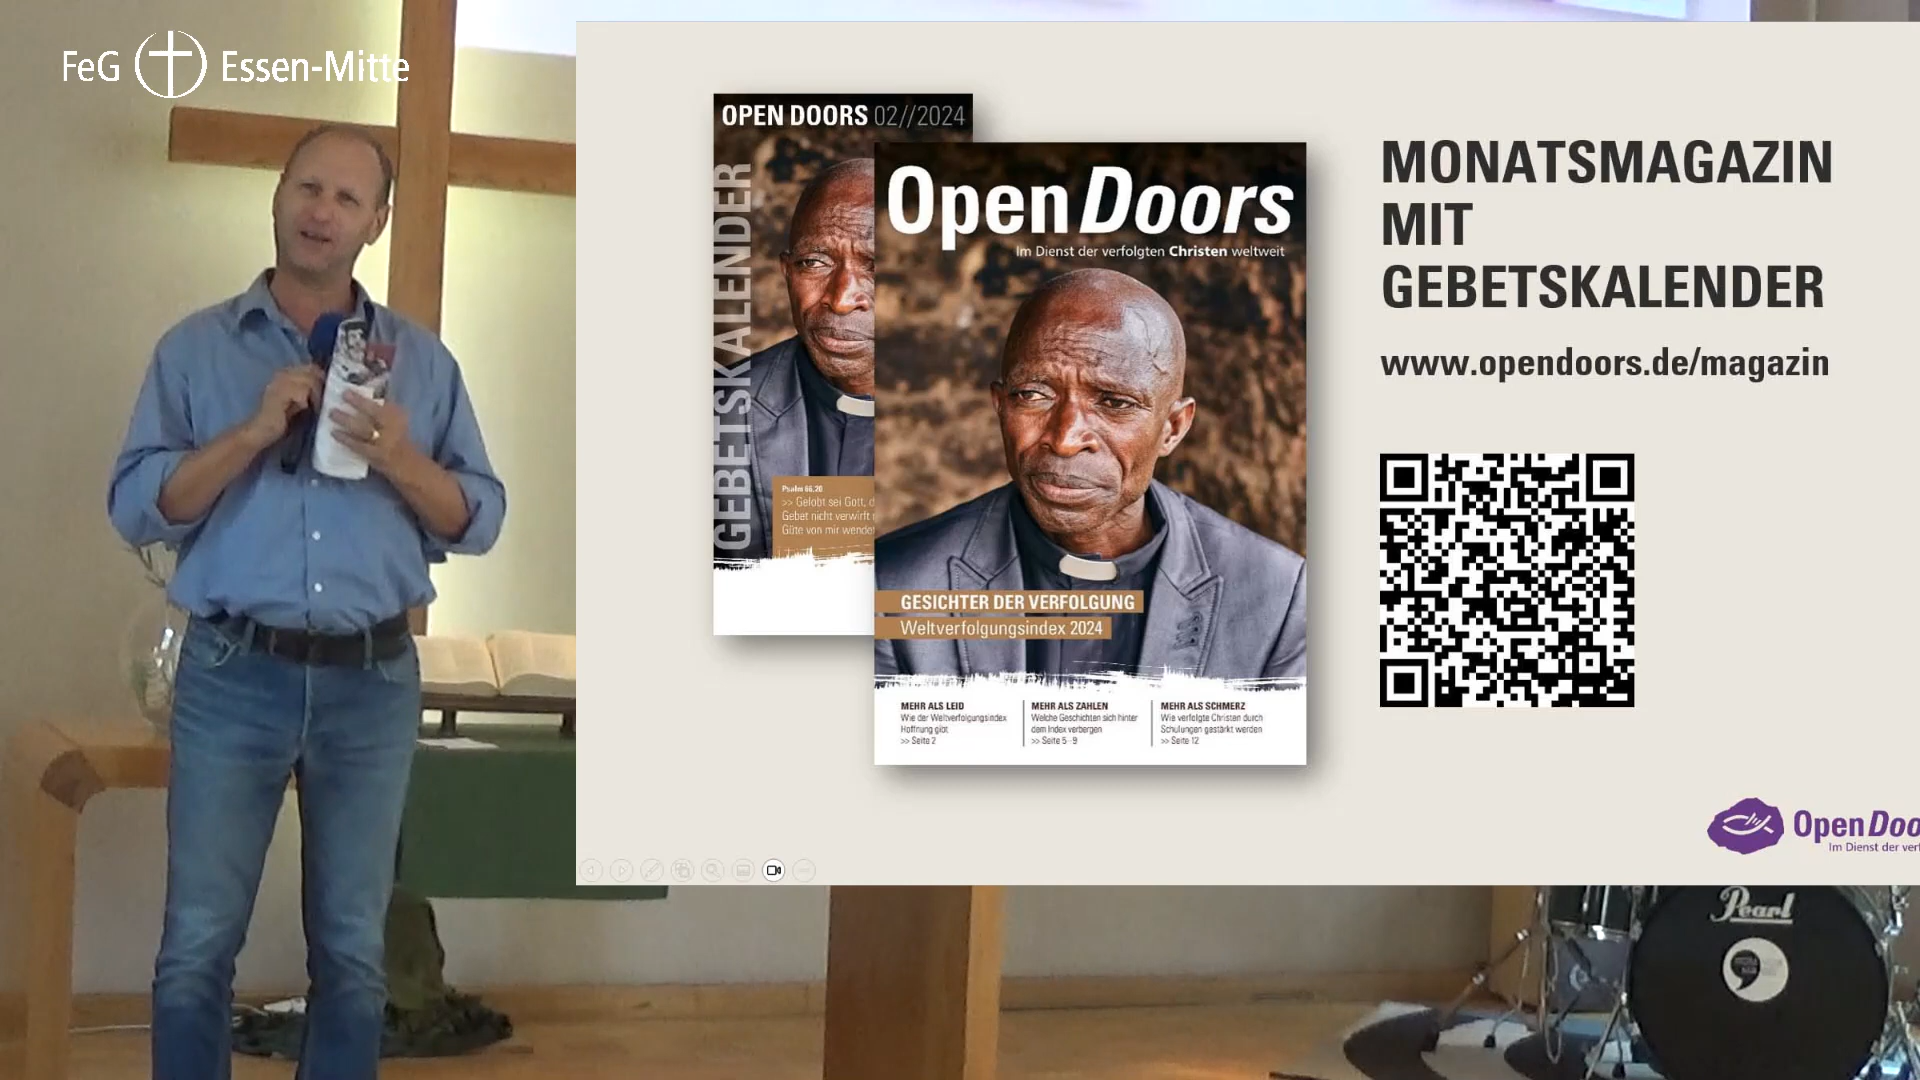 FeG Essen-Mitte
OPEN DOORS 02//2024
GEBETSKALENDER
Psalm 66,20
>> Gelobt sei Gott, d
Gebet nicht verwirft
Güte von mir wende
Open Doors
Im Dienst der verfolgten Christen weltweit
GESICHTER DER VERFOLGUNG
Weltverfolgungsindex 2024
MEHR ALS LEID
Wie der Weltverfolgungsindex
Hoffnung gibt
>> Seite 2
MEHR ALS ZAHLEN
Welche Geschichten sich hinter
dem Index verbergen
>> Seite 5-9
MEHR ALS SCHMERZ
Wie verfolgte Christen durch
Schulungen gestärkt werden
>> Seite 12
MONATSMAGAZIN
MIT
GEBETSKALENDER
www.opendoors.de/magazin
Open Doo
Im Dienst der verf
Pearl